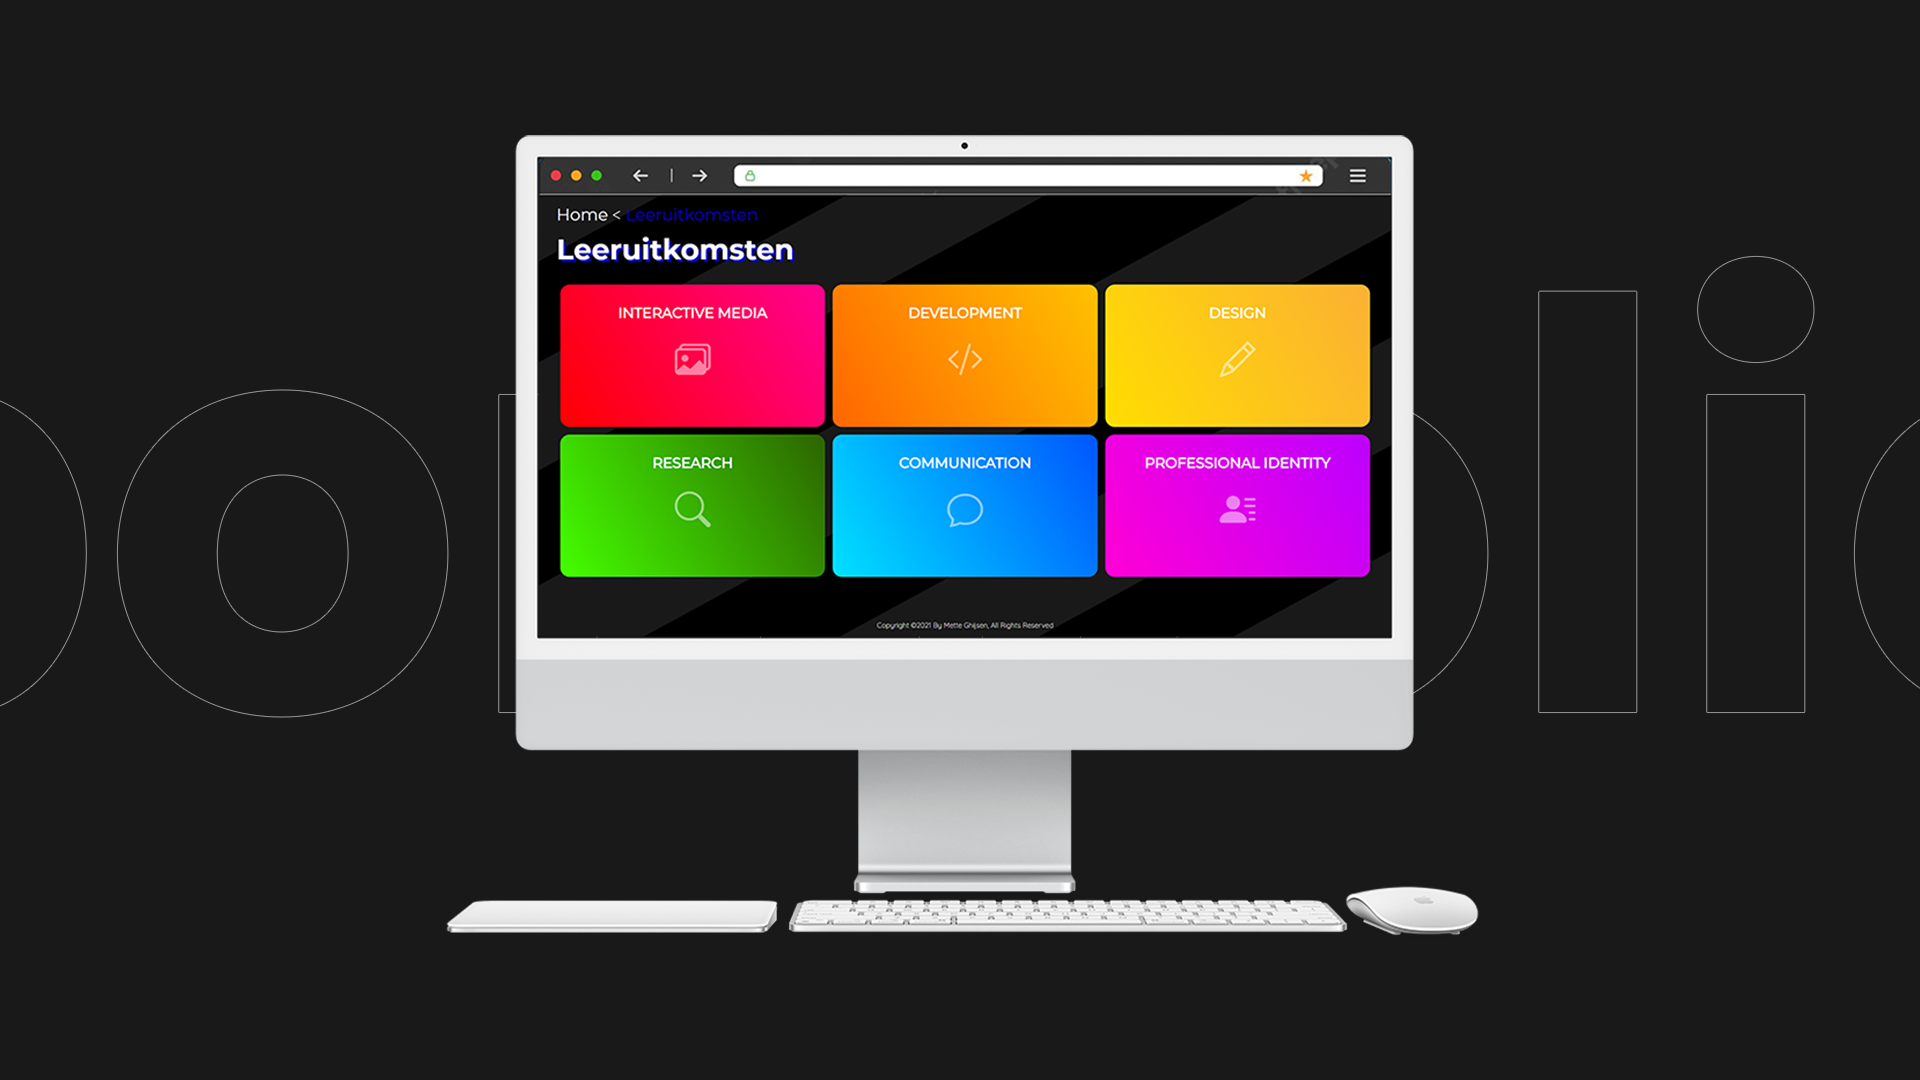 Home < Leeruitkomsten
Leeruitkomsten
INTERACTIVE MEDIA
DEVELOPMENT
DESIGN
RESEARCH
COMMUNICATION
PROFESSIONAL IDENTITY
Copyright ©2021 By Mette Ghijsen, All Rights Reserved